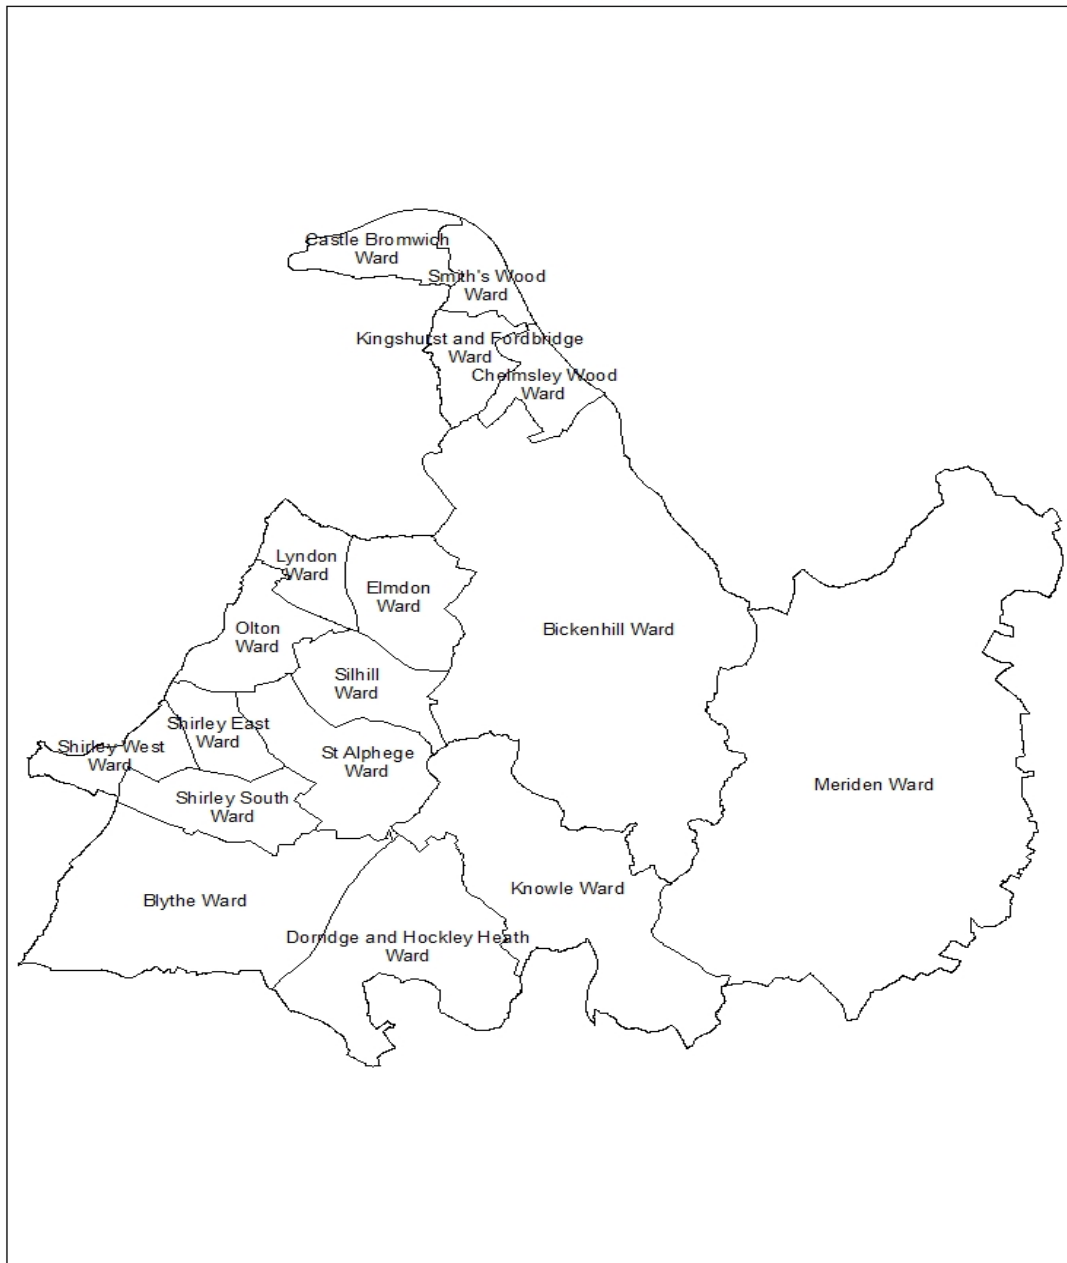 Castle Bromwich
Ward
Smith's Wood
Ward
Kingshurst and Fordbridge
Ward
Chelmsley Wood
Ward
Lyndon
Ward
Elmdon
Ward
Olton
Ward
Bickenhill Ward
Silhill
Ward
Shirley East
Ward
Shirley West
Ward
St Alphege
Ward
Meriden Ward
Shirley South
Ward
Knowle Ward
Blythe Ward
Dorridge and Hockley Heath
Ward